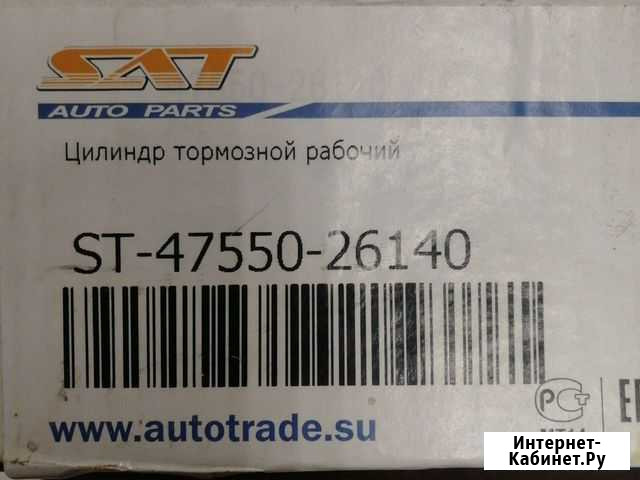 SAT
AUTO PARTS
Цилиндр тормозной рабочий
ST-47550-26140
www.autotrade.su
Интернет-
Кабинет.Ру